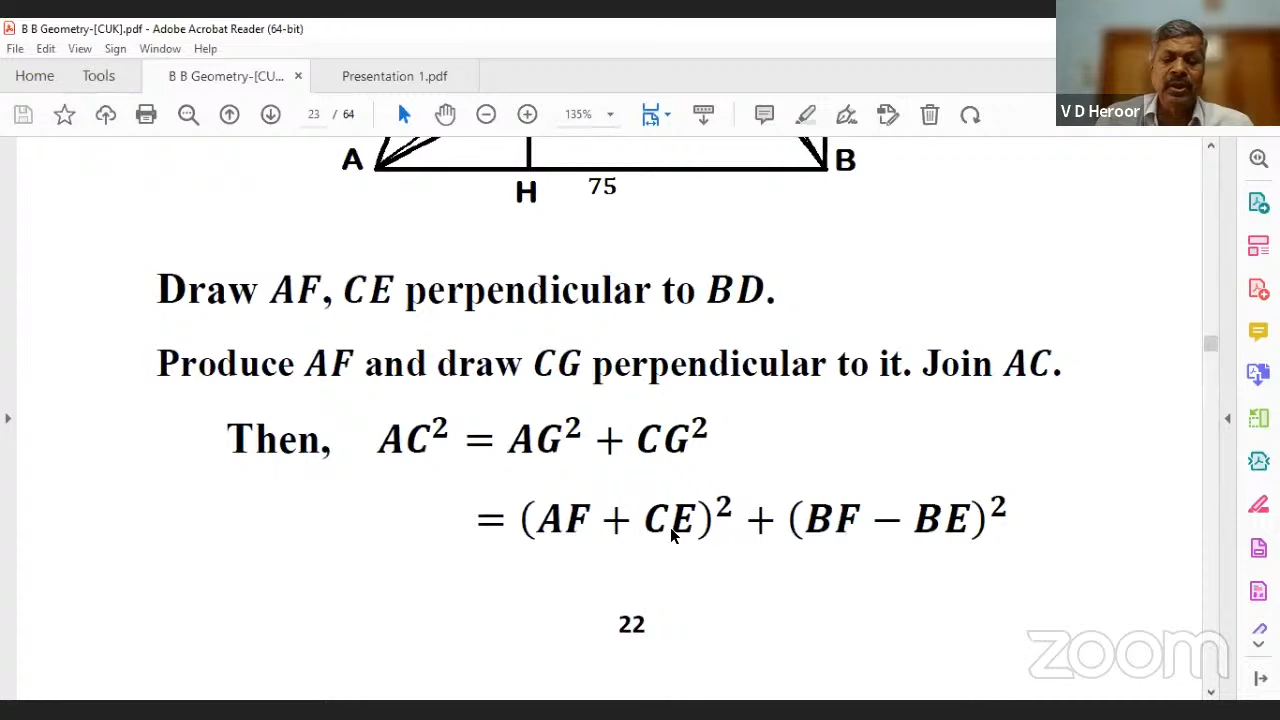 B B Geometry-[CUK].pdf - Adobe Acrobat Reader (64-bit)
File Edit View Sign Window Help
Home Tools B B Geometry-[CU... × Presentation 1.pdf
23 / 64 135%
V D Heroor
A B
H 75
Draw AF, CE perpendicular to BD.
Produce AF and draw CG perpendicular to it. Join AC.
Then, AC² = AG² + CG²
= (AF + CE)² + (BF − BE)²
22
zoom